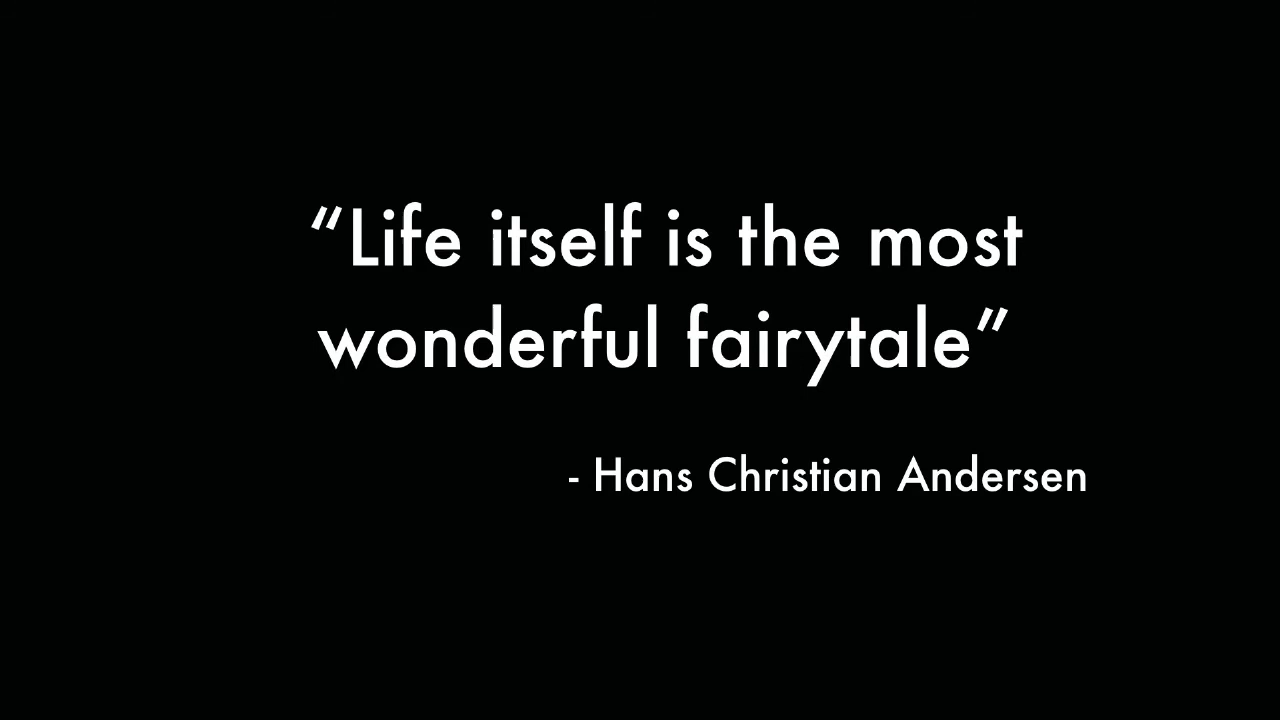 “Life itself is the most
wonderful fairytale”
- Hans Christian Andersen